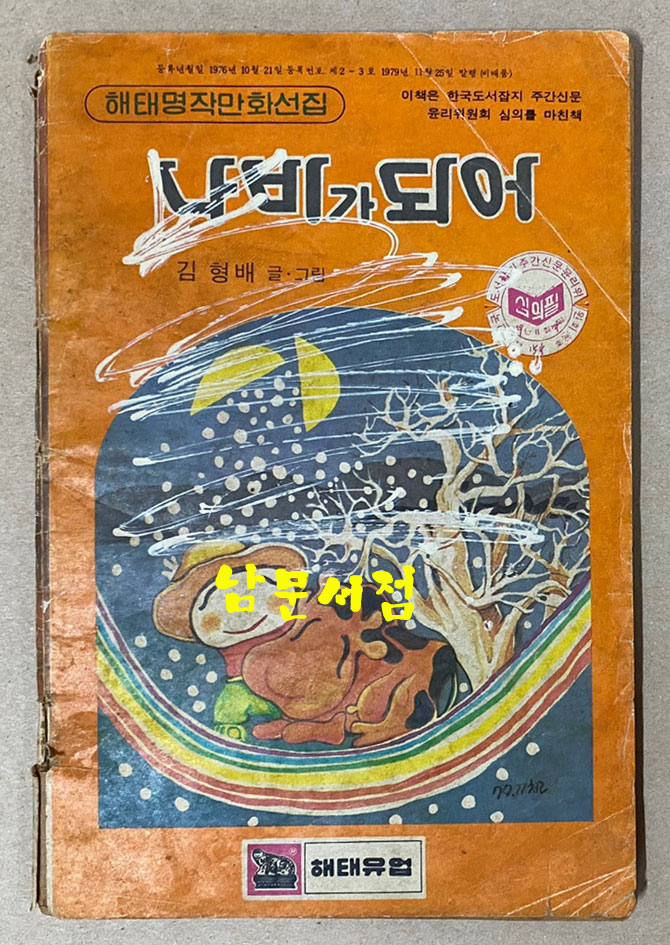 등록년월일 1976년 10월 21일 등록번호 제2-3호 1979년 11월 25일 발행 (비매품)
해태명작만화선집
이책은 한국도서잡지 주간신문
윤리위원회 심의를 마친책
나비가 되어
김형배 글·그림
심의필
남문서점
해태유업